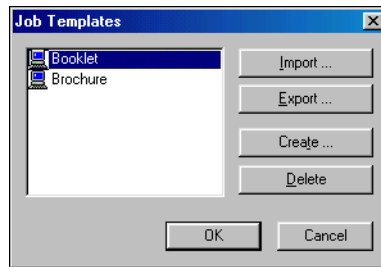 Job Templates
Booklet
Brochure
Import ...
Export ...
Create ...
Delete
OK
Cancel